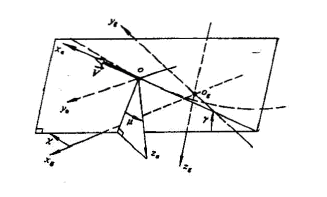 y_g
x_a
V
O
y_a
O_g
μ
γ
χ
x_g
z_a
z_g